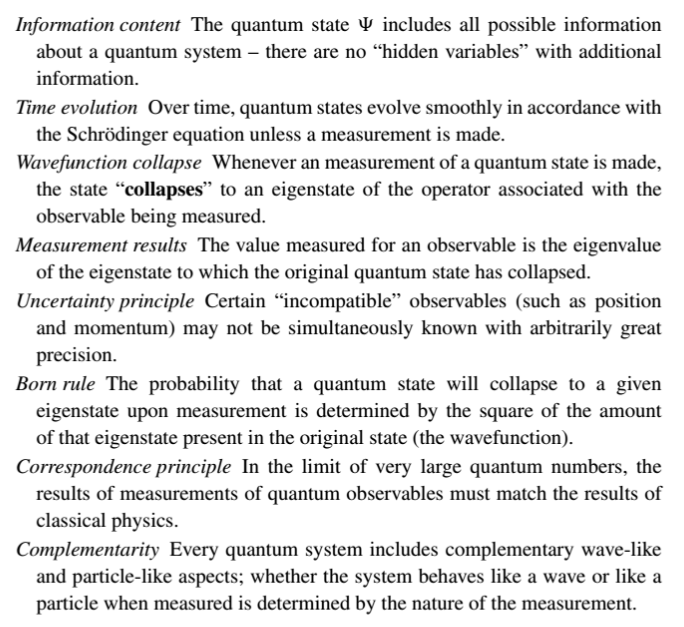 Information content The quantum state Ψ includes all possible information
about a quantum system – there are no “hidden variables” with additional
information.
Time evolution Over time, quantum states evolve smoothly in accordance with
the Schrödinger equation unless a measurement is made.
Wavefunction collapse Whenever an measurement of a quantum state is made,
the state “collapses” to an eigenstate of the operator associated with the
observable being measured.
Measurement results The value measured for an observable is the eigenvalue
of the eigenstate to which the original quantum state has collapsed.
Uncertainty principle Certain “incompatible” observables (such as position
and momentum) may not be simultaneously known with arbitrarily great
precision.
Born rule The probability that a quantum state will collapse to a given
eigenstate upon measurement is determined by the square of the amount
of that eigenstate present in the original state (the wavefunction).
Correspondence principle In the limit of very large quantum numbers, the
results of measurements of quantum observables must match the results of
classical physics.
Complementarity Every quantum system includes complementary wave-like
and particle-like aspects; whether the system behaves like a wave or like a
particle when measured is determined by the nature of the measurement.